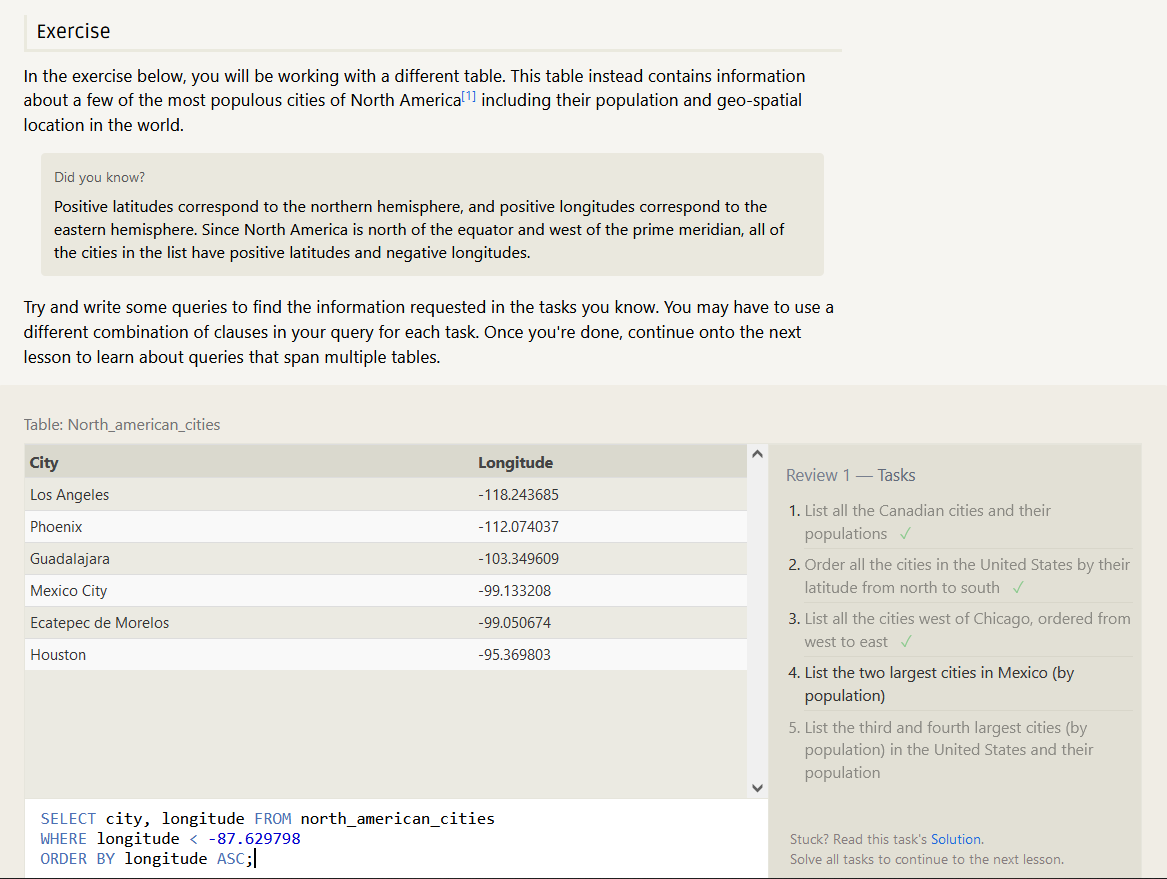 Exercise
In the exercise below, you will be working with a different table. This table instead contains information
about a few of the most populous cities of North America[1] including their population and geo-spatial
location in the world.
Did you know?
Positive latitudes correspond to the northern hemisphere, and positive longitudes correspond to the
eastern hemisphere. Since North America is north of the equator and west of the prime meridian, all of
the cities in the list have positive latitudes and negative longitudes.
Try and write some queries to find the information requested in the tasks you know. You may have to use a
different combination of clauses in your query for each task. Once you're done, continue onto the next
lesson to learn about queries that span multiple tables.
Table: North_american_cities
City Longitude
Los Angeles -118.243685
Phoenix -112.074037
Guadalajara -103.349609
Mexico City -99.133208
Ecatepec de Morelos -99.050674
Houston -95.369803
SELECT city, longitude FROM north_american_cities
WHERE longitude < -87.629798
ORDER BY longitude ASC;
Review 1 — Tasks
1. List all the Canadian cities and their
populations ✓
2. Order all the cities in the United States by their
latitude from north to south ✓
3. List all the cities west of Chicago, ordered from
west to east ✓
4. List the two largest cities in Mexico (by
population)
5. List the third and fourth largest cities (by
population) in the United States and their
population
Stuck? Read this task's Solution.
Solve all tasks to continue to the next lesson.